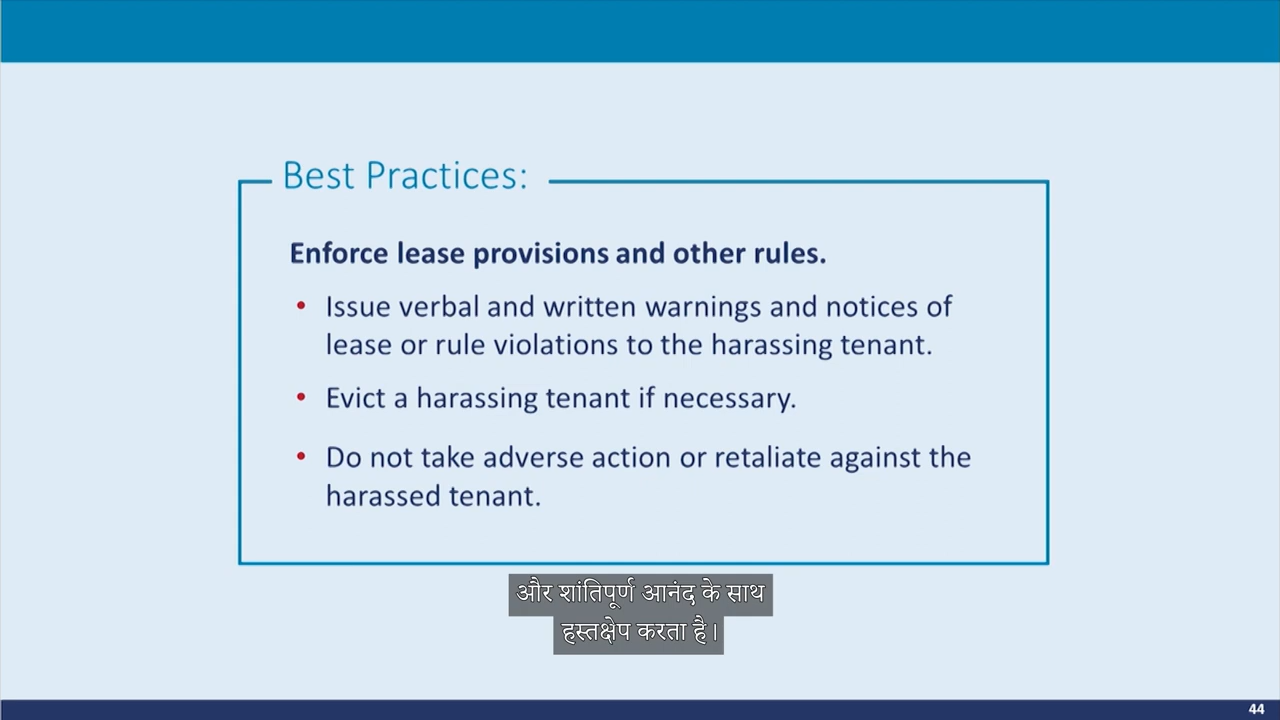 Best Practices:
Enforce lease provisions and other rules.
• Issue verbal and written warnings and notices of
lease or rule violations to the harassing tenant.
• Evict a harassing tenant if necessary.
• Do not take adverse action or retaliate against the
harassed tenant.
और शांतिपूर्ण आनंद के साथ
हस्तक्षेप करता है।
44